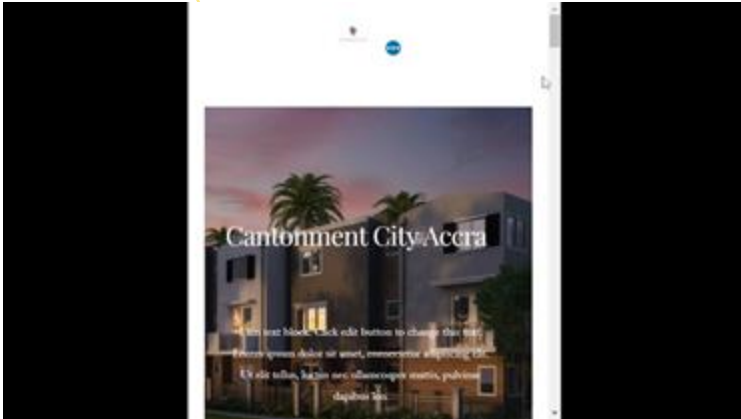 Cantonment City Accra
I am text block. Click edit button to change this text.
Lorem ipsum dolor sit amet, consectetur adipiscing elit.
Ut elit tellus, luctus nec ullamcorper mattis, pulvinar
dapibus leo.